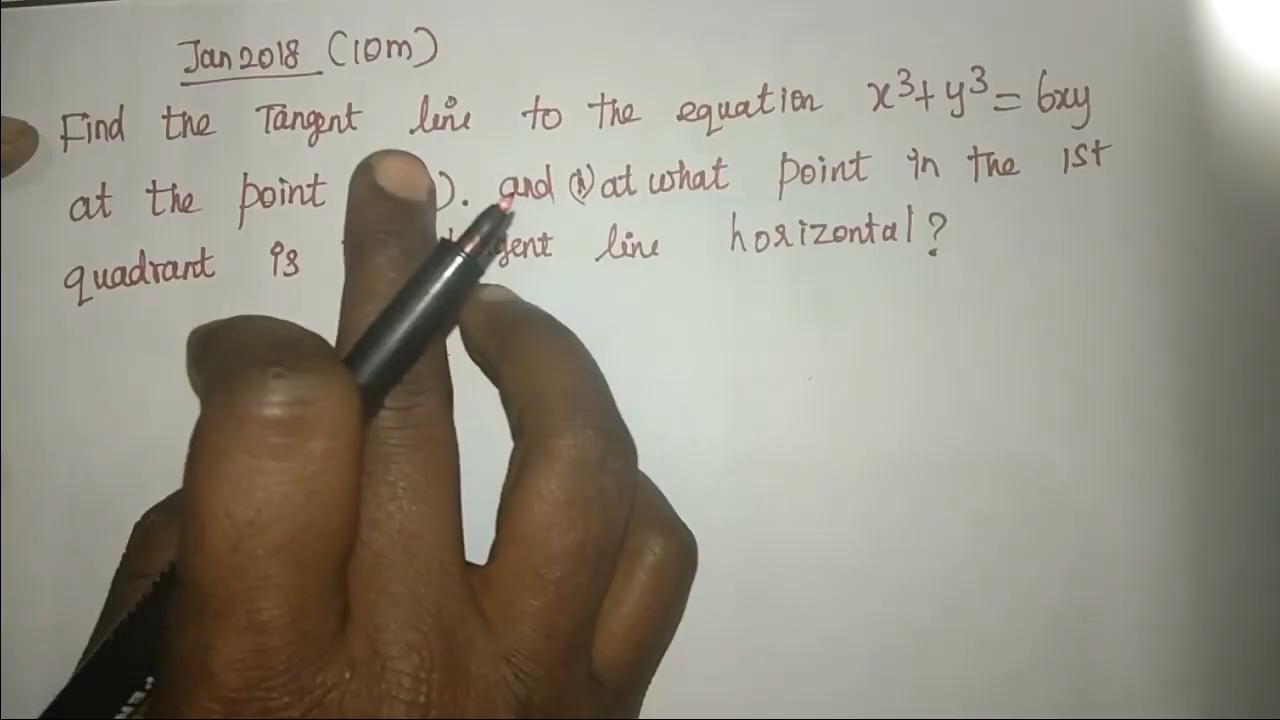 Jan 2018 (10m)
Find the Tangent line to the equation x³+y³=6xy
at the point ). and (ii) at what point in the 1st
quadrant is gent line horizontal?